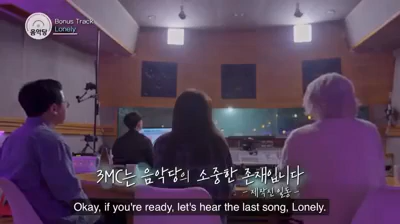 음악당
Bonus Track
Lonely
3MC는 음악당의 소중한 존재입니다
- 제작진 일동 -
Okay, if you're ready, let's hear the last song, Lonely.